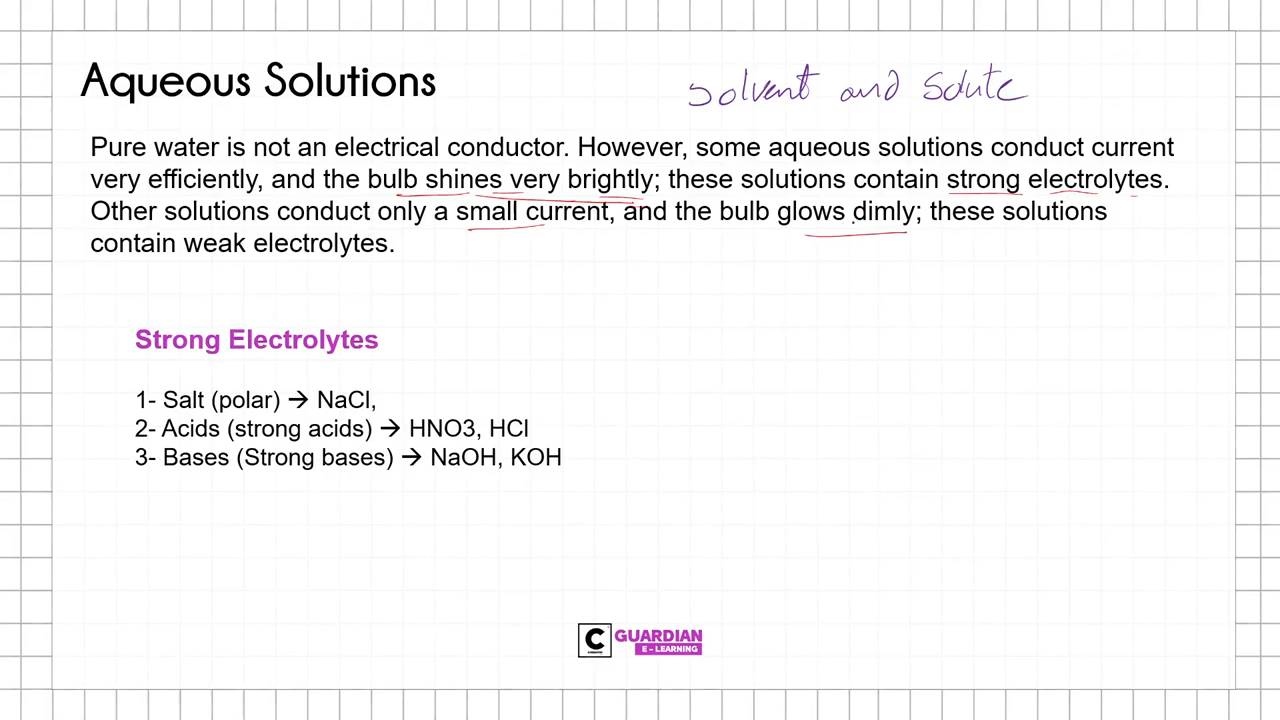 Aqueous Solutions
solvent and solute
Pure water is not an electrical conductor. However, some aqueous solutions conduct current
very efficiently, and the bulb shines very brightly; these solutions contain strong electrolytes.
Other solutions conduct only a small current, and the bulb glows dimly; these solutions
contain weak electrolytes.
Strong Electrolytes
1- Salt (polar) → NaCl,
2- Acids (strong acids) → HNO3, HCl
3- Bases (Strong bases) → NaOH, KOH
C GUARDIAN
E - LEARNING